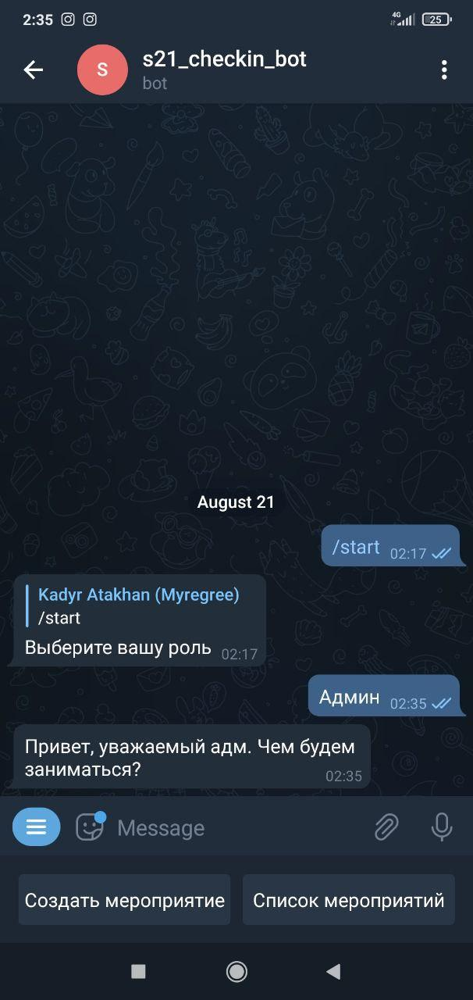 2:35
4G
25
S
s21_checkin_bot
bot
August 21
/start 02:17
Kadyr Atakhan (Myregree)
/start
Выберите вашу роль 02:17
Админ 02:35
Привет, уважаемый адм. Чем будем
заниматься? 02:35
Message
Создать мероприятие Список мероприятий